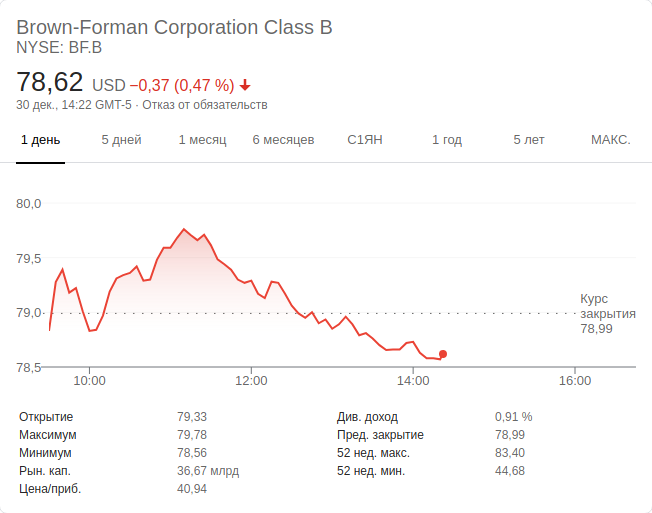 Brown-Forman Corporation Class B
NYSE: BF.B
78,62 USD −0,37 (0,47 %)
30 дек., 14:22 GMT-5 · Отказ от обязательств
1 день 5 дней 1 месяц 6 месяцев С1ЯН 1 год 5 лет МАКС.
80,0
79,5
79,0
78,5
Курс
закрытия
78,99
10:00 12:00 14:00 16:00
Открытие 79,33 Див. доход 0,91 %
Максимум 79,78 Пред. закрытие 78,99
Минимум 78,56 52 нед. макс. 83,40
Рын. кап. 36,67 млрд 52 нед. мин. 44,68
Цена/приб. 40,94